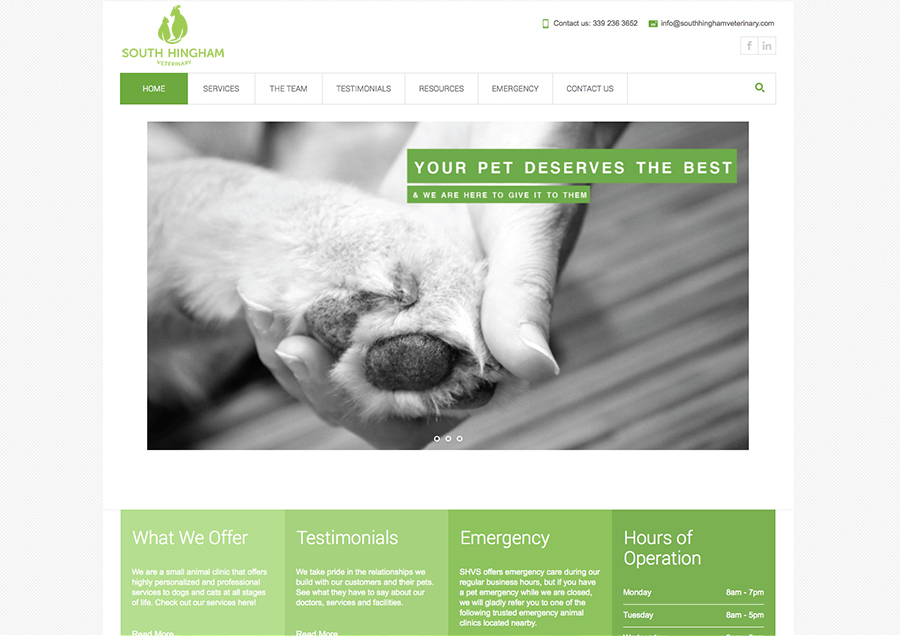 Contact us: 339 236 3652
info@southhinghamveterinary.com
SOUTH HINGHAM
VETERINARY
f
in
HOME
SERVICES
THE TEAM
TESTIMONIALS
RESOURCES
EMERGENCY
CONTACT US
YOUR PET DESERVES THE BEST
& WE ARE HERE TO GIVE IT TO THEM
What We Offer
We are a small animal clinic that offers
highly personalized and professional
services to dogs and cats at all stages
of life. Check out our services here!
Read More
Testimonials
We take pride in the relationships we
build with our customers and their pets.
See what they have to say about our
doctors, services and facilities.
Read More
Emergency
SHVS offers emergency care during our
regular business hours, but if you have
a pet emergency while we are closed,
we will gladly refer you to one of the
following trusted emergency animal
clinics located nearby.
Hours of
Operation
Monday 8am - 7pm
Tuesday 8am - 5pm